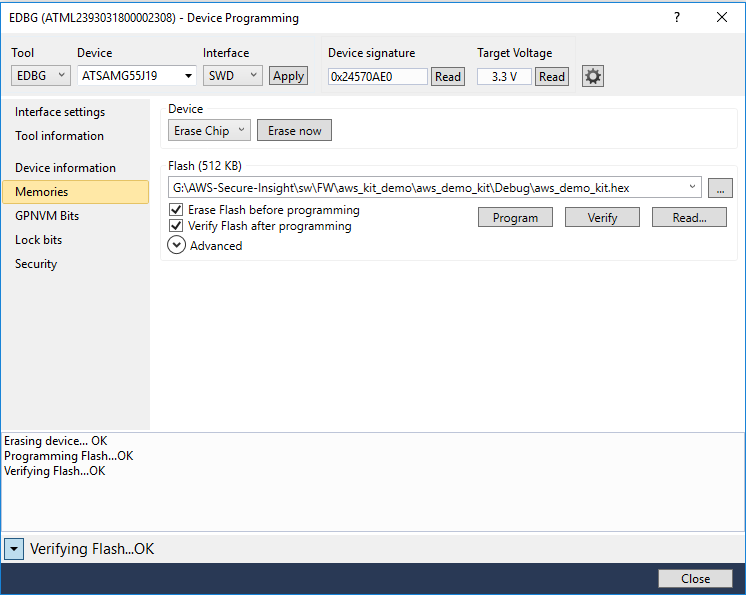 EDBG (ATML2393031800002308) - Device Programming
Tool Device Interface Device signature Target Voltage
EDBG ATSAMG55J19 SWD Apply 0x24570AE0 Read 3.3 V Read
Interface settings
Tool information
Device information
Memories
GPNVM Bits
Lock bits
Security
Device
Erase Chip Erase now
Flash (512 KB)
G:\AWS-Secure-Insight\sw\FW\aws_kit_demo\aws_demo_kit\Debug\aws_demo_kit.hex ...
Erase Flash before programming
Verify Flash after programming
Program Verify Read...
Advanced
Erasing device... OK
Programming Flash...OK
Verifying Flash...OK
Verifying Flash...OK
Close